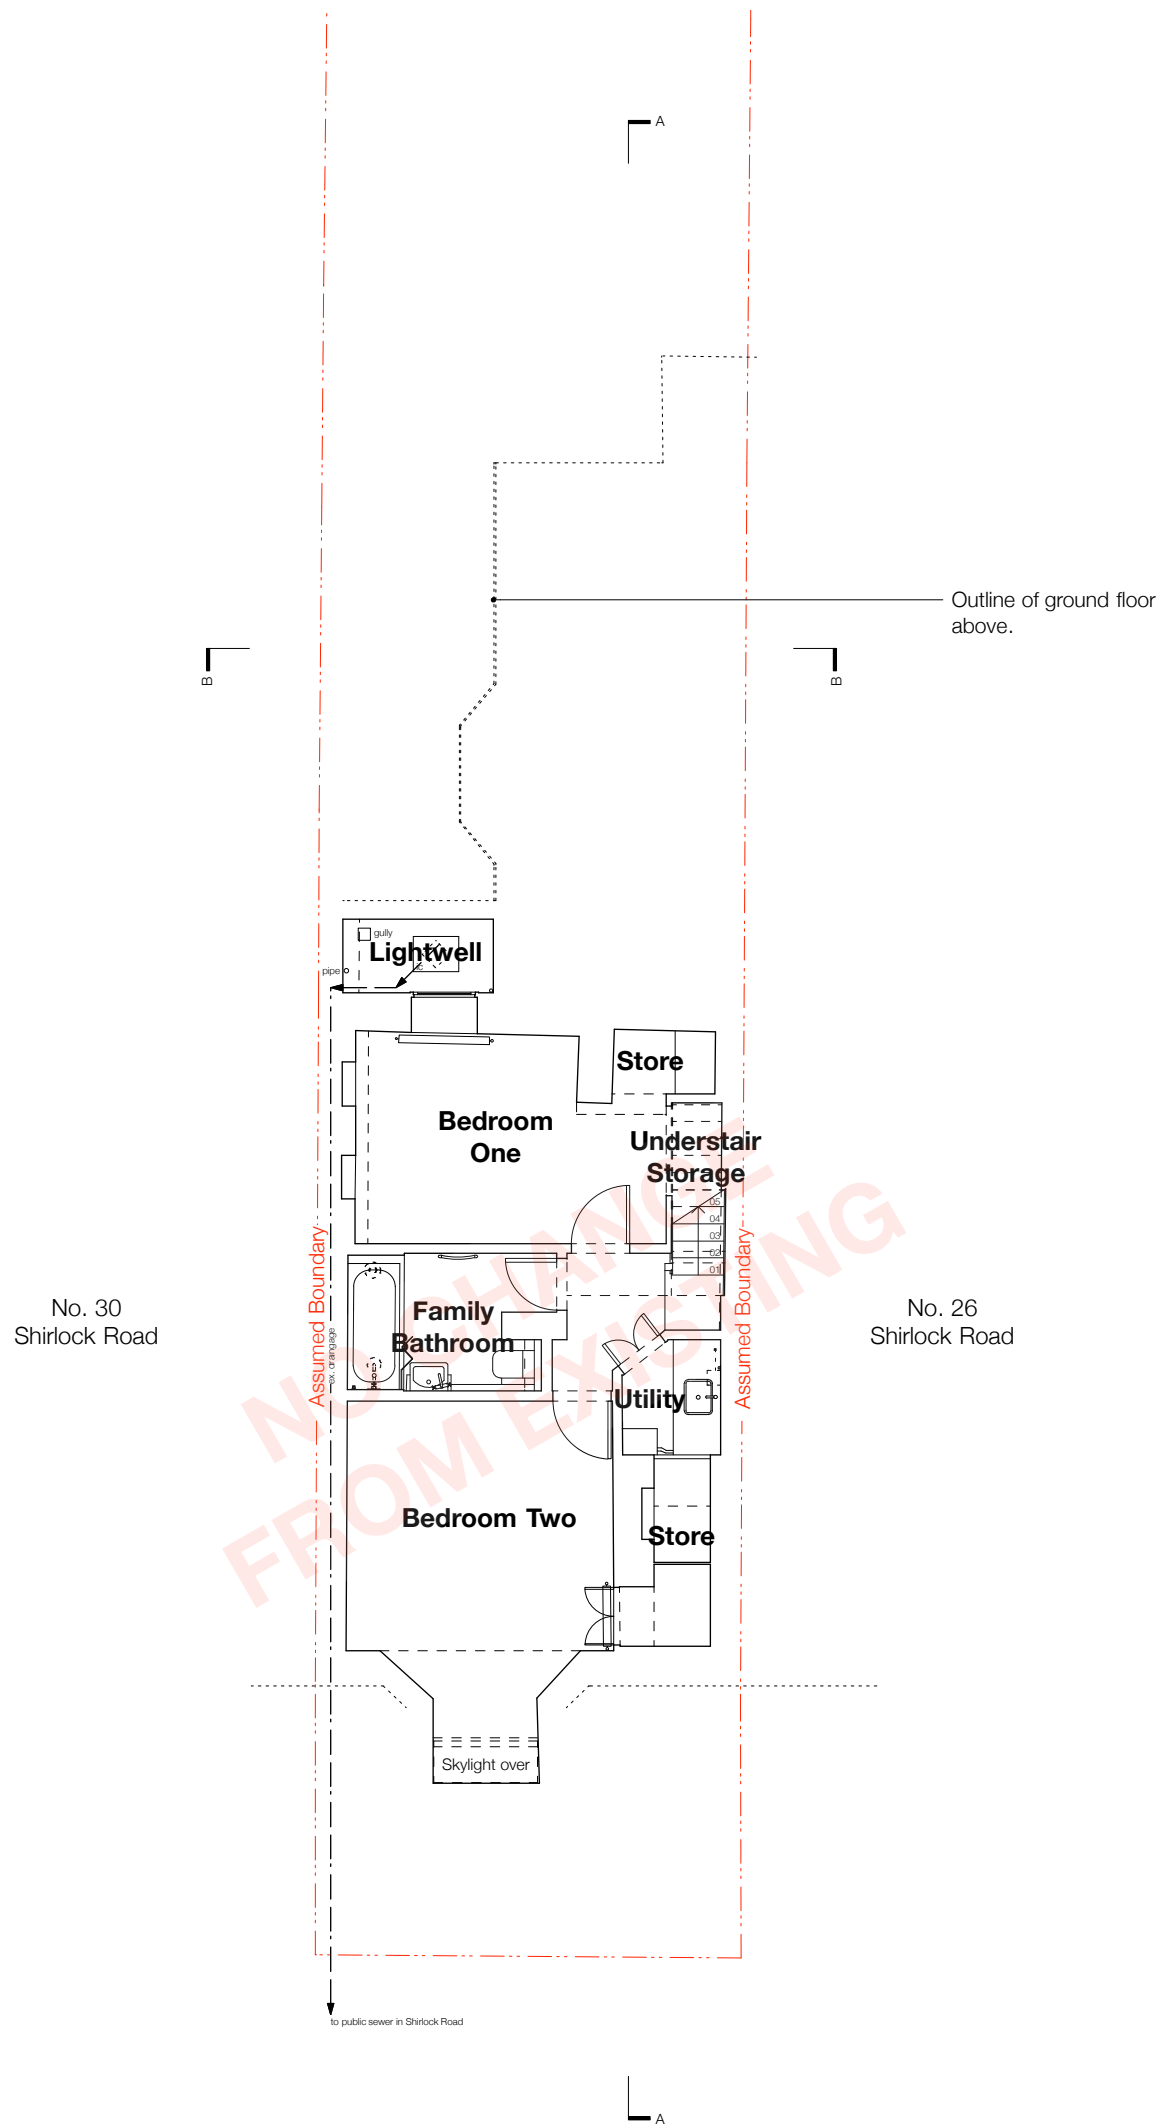 A
Outline of ground floor
above.
B
B
gully
Lightwell
ic
pipe
Store
Bedroom
One
Understair
Storage
05
04
03
02
01
No. 30
Shirlock Road
Assumed Boundary
ex. draingage
Family
Bathroom
Assumed Boundary
No. 26
Shirlock Road
Utility
NO CHANGE
FROM EXISTING
Bedroom Two
Store
Skylight over
to public sewer in Shirlock Road
A